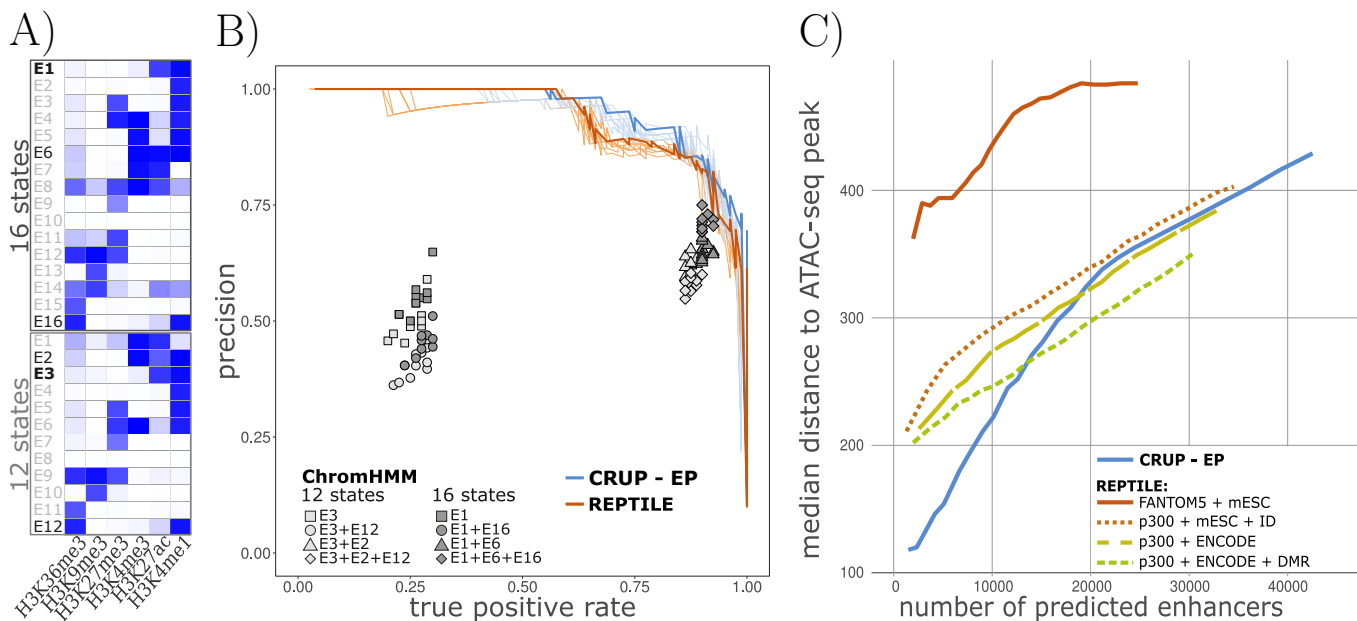 A)
16 states
E1
E2
E3
E4
E5
E6
E7
E8
E9
E10
E11
E12
E13
E14
E15
E16
12 states
E1
E2
E3
E4
E5
E6
E7
E8
E9
E10
E11
E12
H3K36me3
H3K9me3
H3K27me3
H3K4me3
H3K27ac
H3K4me1
B)
precision
1.00
0.75
0.50
0.25
0.00
0.00
0.25
0.50
0.75
1.00
true positive rate
ChromHMM
12 states
E3
E3+E12
E3+E2
E3+E2+E12
16 states
E1
E1+E16
E1+E6
E1+E6+E16
CRUP - EP
REPTILE
C)
median distance to ATAC-seq peak
400
300
200
100
0
10000
20000
30000
40000
number of predicted enhancers
CRUP - EP
REPTILE:
FANTOM5 + mESC
p300 + mESC + ID
p300 + ENCODE
p300 + ENCODE + DMR